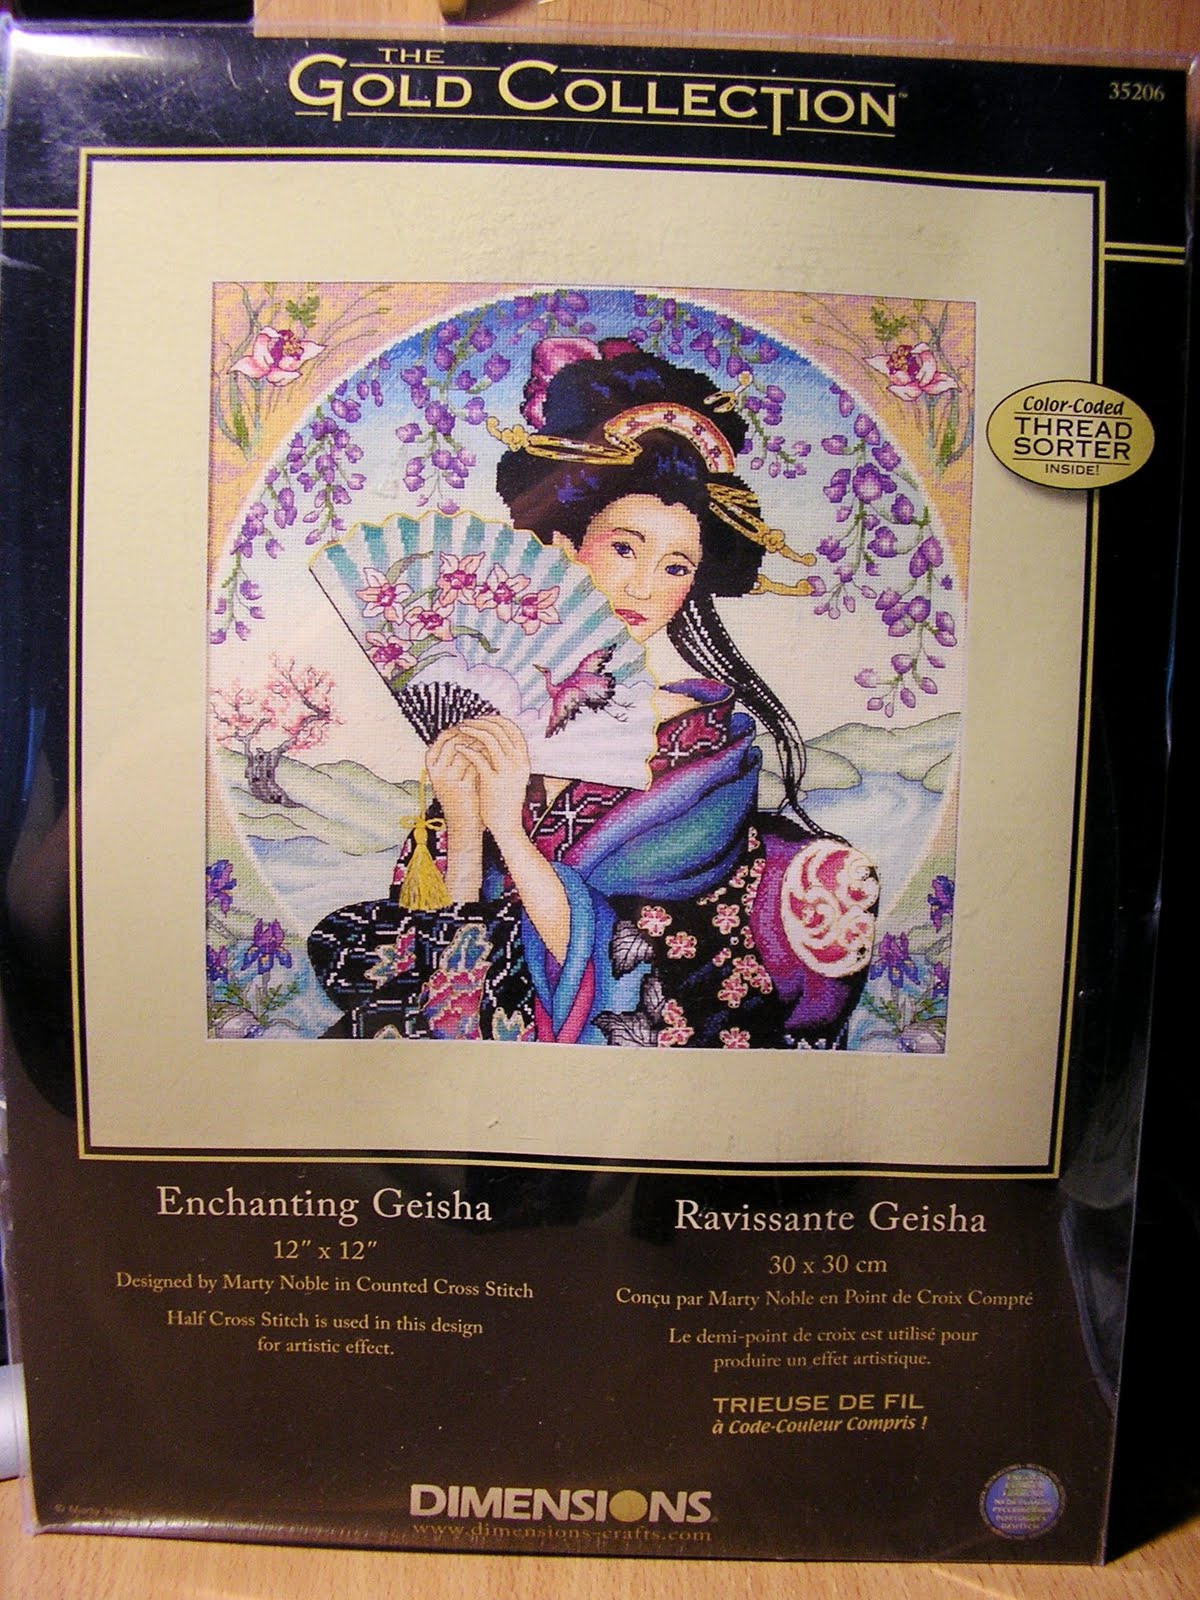 THE
GOLD COLLECTION™
35206
Color-Coded
THREAD
SORTER
INSIDE!
Enchanting Geisha
12" x 12"
Designed by Marty Noble in Counted Cross Stitch
Half Cross Stitch is used in this design
for artistic effect.
Ravissante Geisha
30 x 30 cm
Conçu par Marty Noble en Point de Croix Compté
Le demi-point de croix est utilisé pour
produire un effet artistique.
TRIEUSE DE FIL
à Code-Couleur Compris !
DIMENSIONS
www.dimensions-crafts.com
© Marty Noble